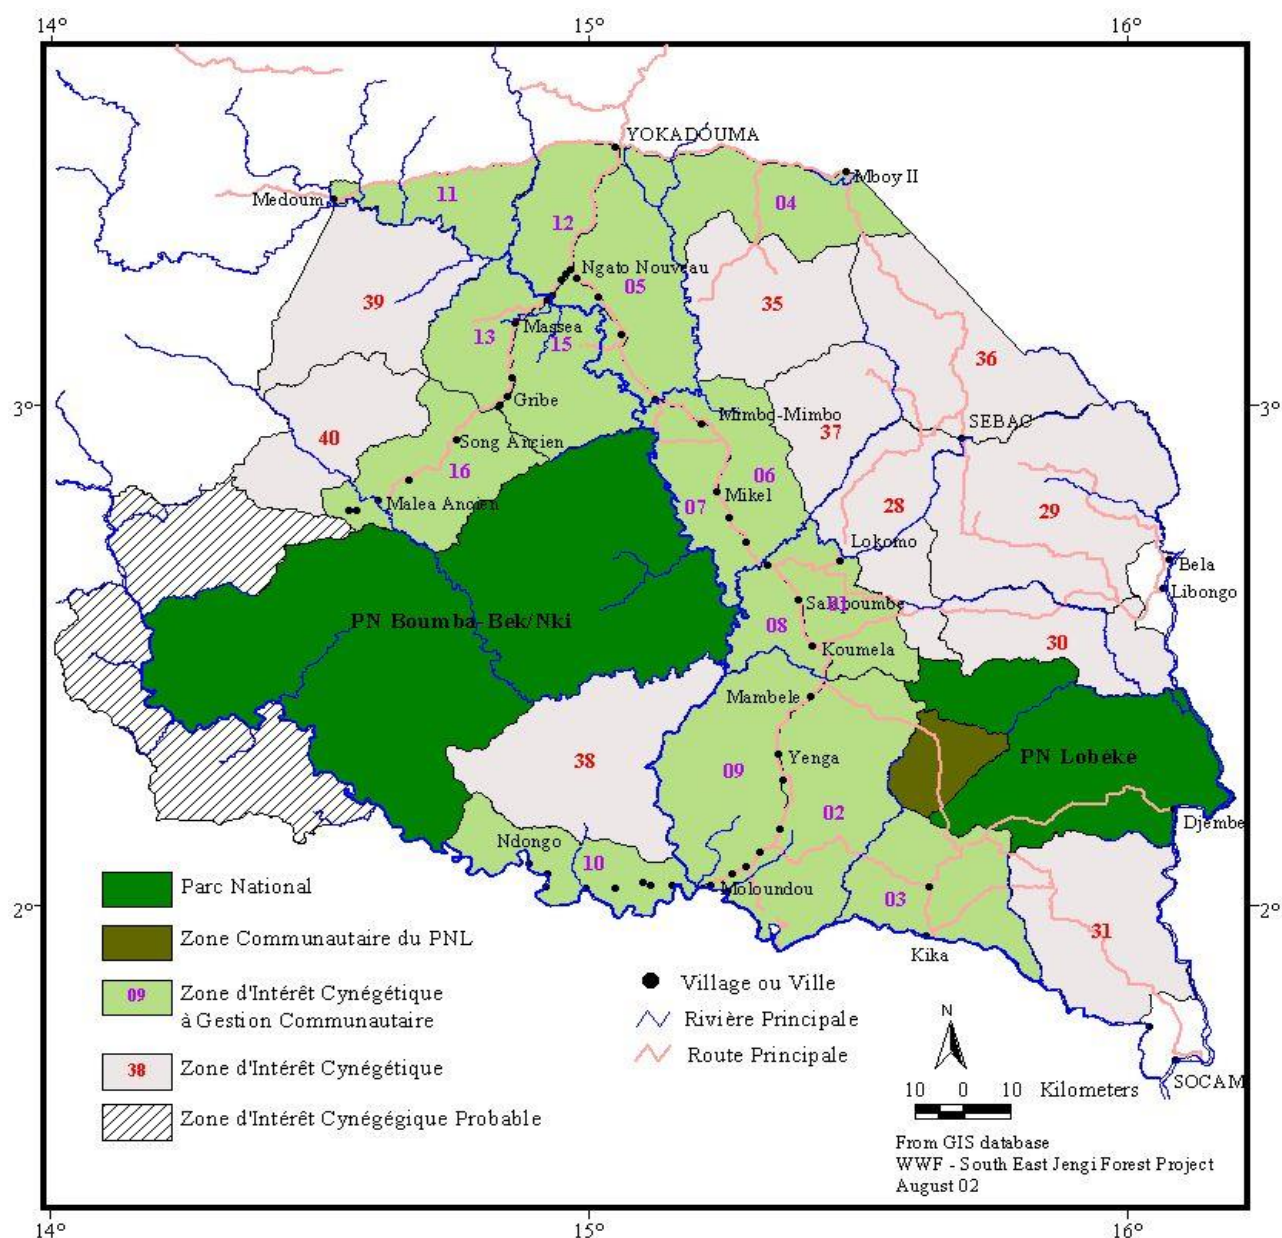 14°
15°
16°
YOKADOUMA
Mboy II
Medoum
11
04
12
Ngato Nouveau
05
39
35
Massea
13
15
36
3°
3°
Gribe
Mimbo-Mimbo
37
SEBAC
Song Ancien
40
16
06
Mikel
Malea Ancien
07
28
29
Lokomo
Bela
Libongo
01
PN Boumba-Bek/Nki
08
30
Koumela
Mambele
38
09
Yenga
PN Lobéké
02
Djembe
Ndongo
10
Moloundou
03
2°
2°
31
Kika
SOCAM
Parc National
Zone Communautaire du PNL
09
Zone d'Intérêt Cynégétique
à Gestion Communautaire
38
Zone d'Intérêt Cynégétique
Zone d'Intérêt Cynégégique Probable
Village ou Ville
Rivière Principale
Route Principale
N
10 0 10 Kilometers
From GIS database
WWF - South East Jengi Forest Project
August 02
14°
15°
16°